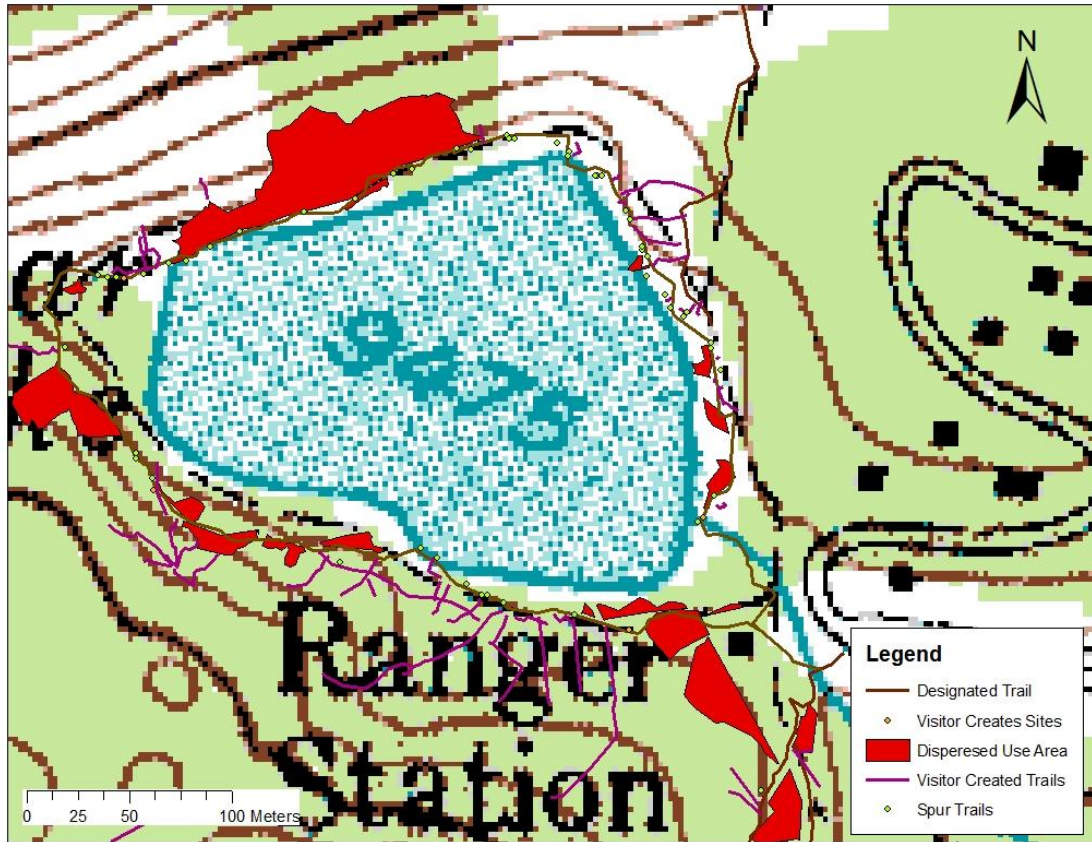 N
9475
Ranger
Station
Legend
Designated Trail
Visitor Creates Sites
Disperesed Use Area
Visitor Created Trails
Spur Trails
0 25 50 100 Meters